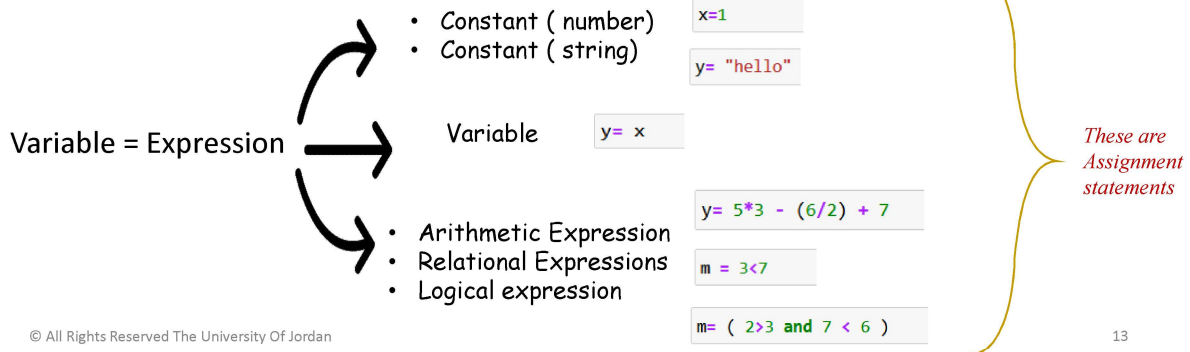 • Constant ( number)
x=1
• Constant ( string)
y= "hello"
Variable = Expression
Variable
y= x
These are
Assignment
statements
y= 5*3 - (6/2) + 7
• Arithmetic Expression
• Relational Expressions
m = 3<7
• Logical expression
m= ( 2>3 and 7 < 6 )
© All Rights Reserved The University Of Jordan
13